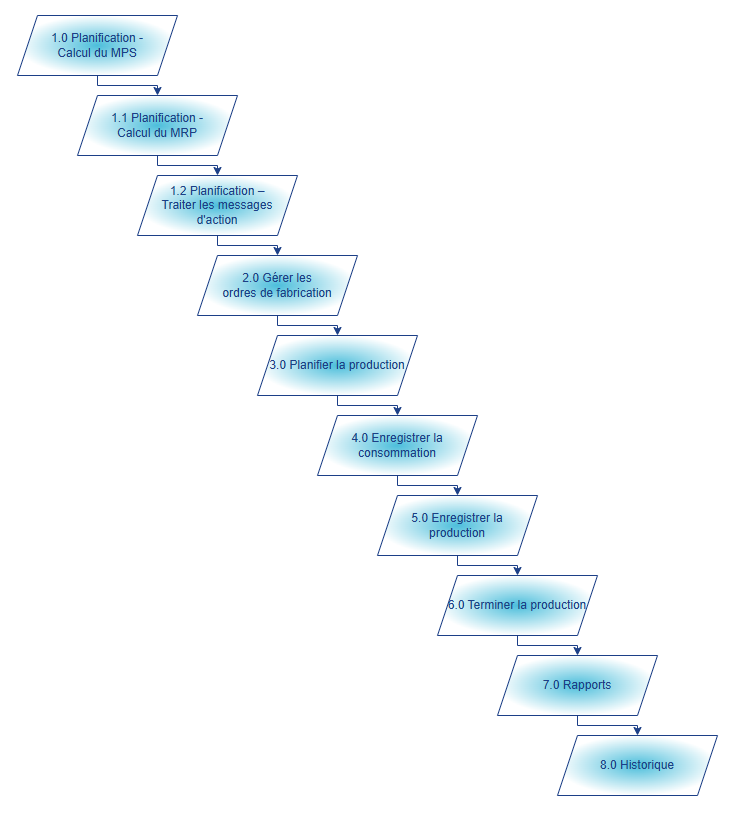 1.0 Planification -
Calcul du MPS
1.1 Planification -
Calcul du MRP
1.2 Planification –
Traiter les messages
d'action
2.0 Gérer les
ordres de fabrication
3.0 Planifier la production
4.0 Enregistrer la
consommation
5.0 Enregistrer la
production
6.0 Terminer la production
7.0 Rapports
8.0 Historique